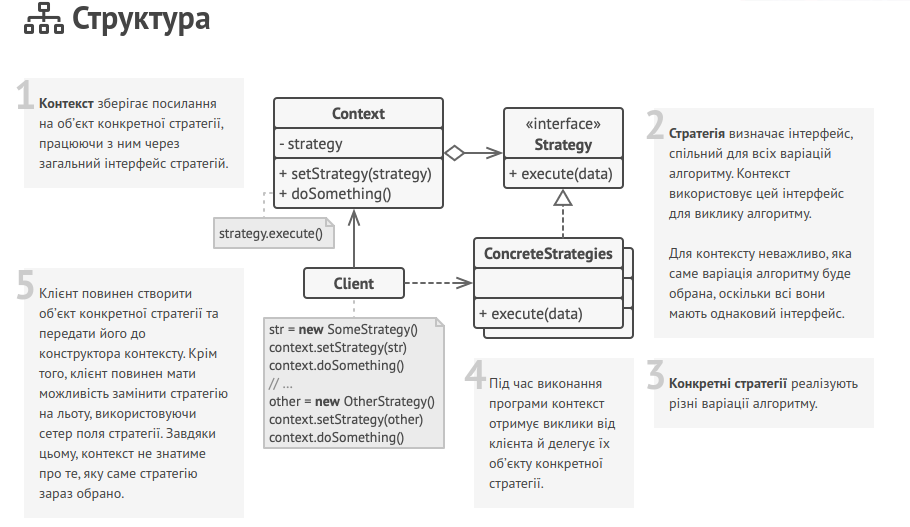 Структура
1
Контекст зберігає посилання
на об’єкт конкретної стратегії,
працюючи з ним через
загальний інтерфейс стратегій.
Context
- strategy
+ setStrategy(strategy)
+ doSomething()
strategy.execute()
«interface»
Strategy
+ execute(data)
2
Стратегія визначає інтерфейс,
спільний для всіх варіацій
алгоритму. Контекст
використовує цей інтерфейс
для виклику алгоритму.
Для контексту неважливо, яка
саме варіація алгоритму буде
обрана, оскільки всі вони
мають однаковий інтерфейс.
ConcreteStrategies
+ execute(data)
Client
str = new SomeStrategy()
context.setStrategy(str)
context.doSomething()
// ...
other = new OtherStrategy()
context.setStrategy(other)
context.doSomething()
3
Конкретні стратегії реалізують
різні варіації алгоритму.
4
Під час виконання
програми контекст
отримує виклики від
клієнта й делегує їх
об’єкту конкретної
стратегії.
5
Клієнт повинен створити
об’єкт конкретної стратегії та
передати його до
конструктора контексту. Крім
того, клієнт повинен мати
можливість замінити стратегію
на льоту, використовуючи
сетер поля стратегії. Завдяки
цьому, контекст не знатиме
про те, яку саме стратегію
зараз обрано.